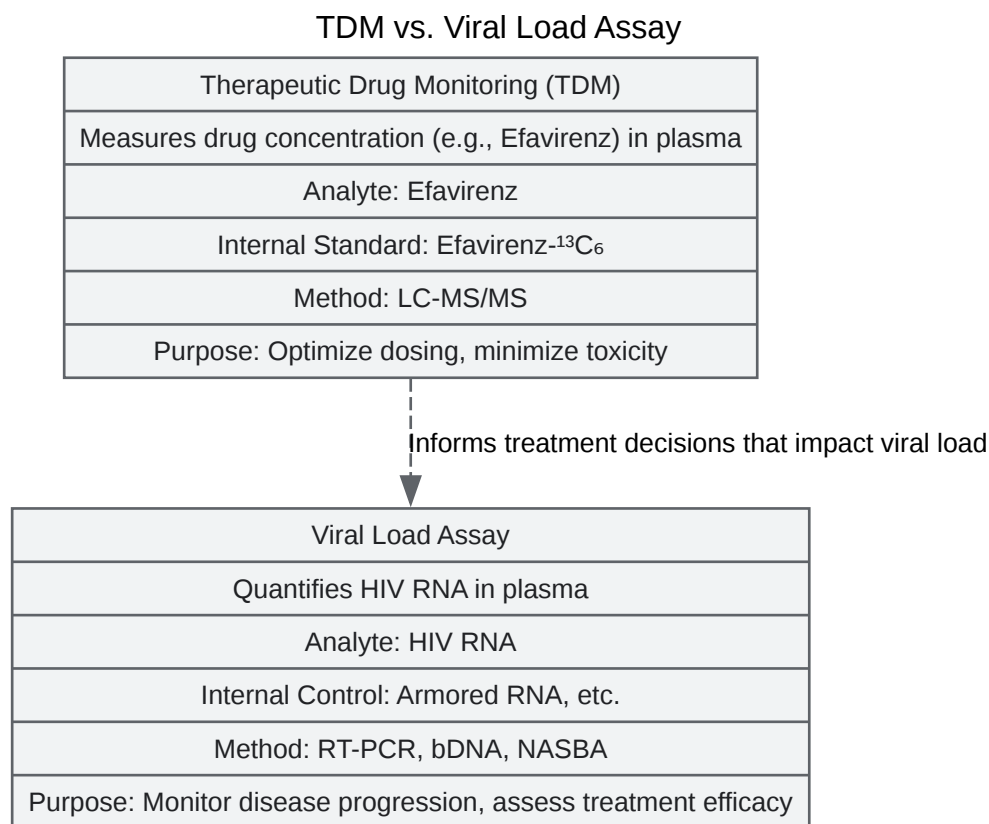 TDM vs. Viral Load Assay
Therapeutic Drug Monitoring (TDM)
Measures drug concentration (e.g., Efavirenz) in plasma
Analyte: Efavirenz
Internal Standard: Efavirenz-¹³C₆
Method: LC-MS/MS
Purpose: Optimize dosing, minimize toxicity
Informs treatment decisions that impact viral load
Viral Load Assay
Quantifies HIV RNA in plasma
Analyte: HIV RNA
Internal Control: Armored RNA, etc.
Method: RT-PCR, bDNA, NASBA
Purpose: Monitor disease progression, assess treatment efficacy